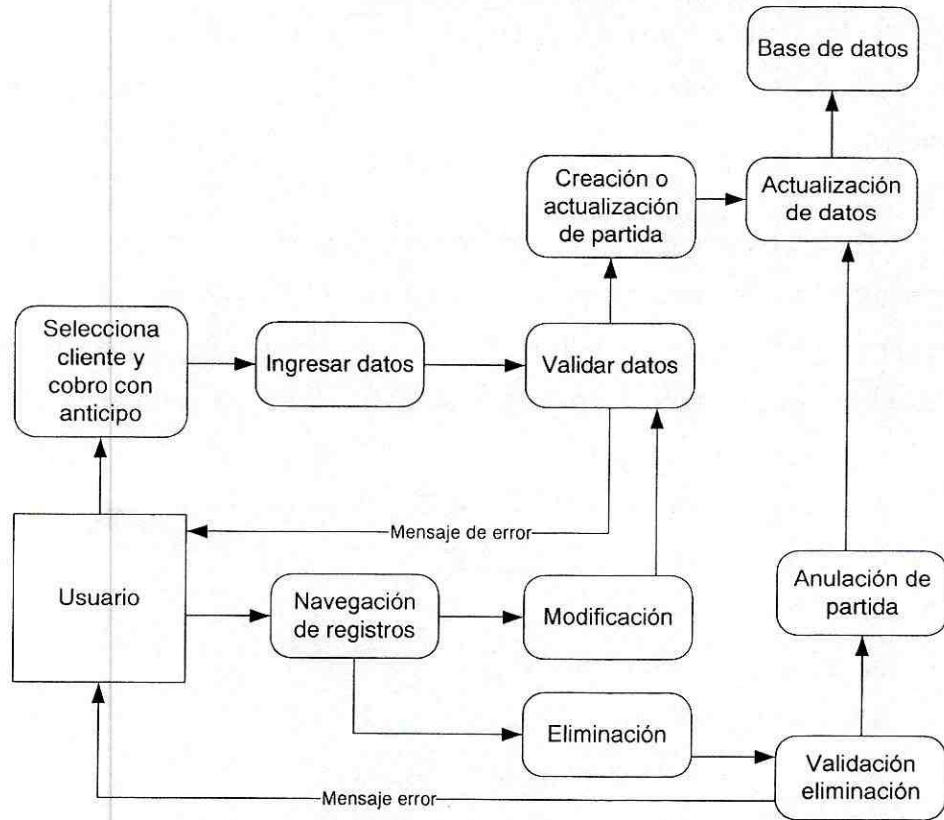 Base de datos
Creación o
actualización
de partida
Actualización
de datos
Selecciona
cliente y
cobro con
anticipo
Ingresar datos
Validar datos
Mensaje de error
Usuario
Navegación
de registros
Modificación
Anulación de
partida
Eliminación
Validación
eliminación
Mensaje error